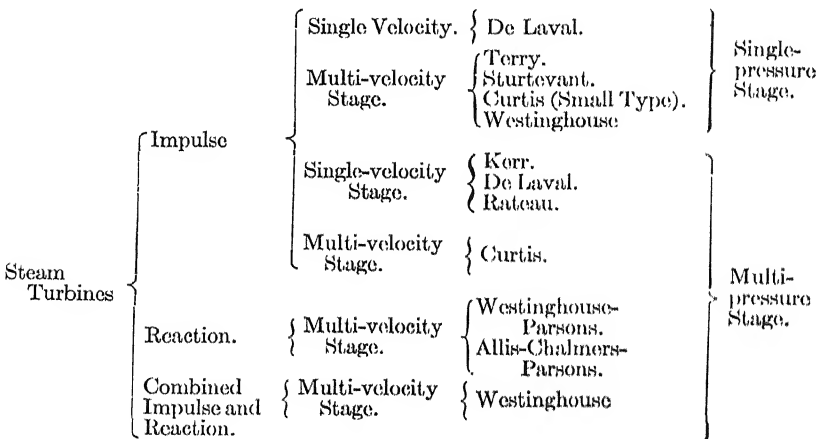 Single Velocity. { De Laval.
Multi-velocity Stage. { Terry.
Sturtevant.
Curtis (Small Type).
Westinghouse
Single-
pressure
Stage.
Impulse
Single-velocity
Stage.
Kerr.
De Laval.
Rateau.
Multi-velocity
Stage.
Curtis.
Steam
Turbines
Multi-
pressure
Stage.
Reaction.
Multi-velocity
Stage.
Westinghouse-
Parsons.
Allis-Chalmers-
Parsons.
Combined
Impulse and
Reaction.
Multi-velocity
Stage.
Westinghouse